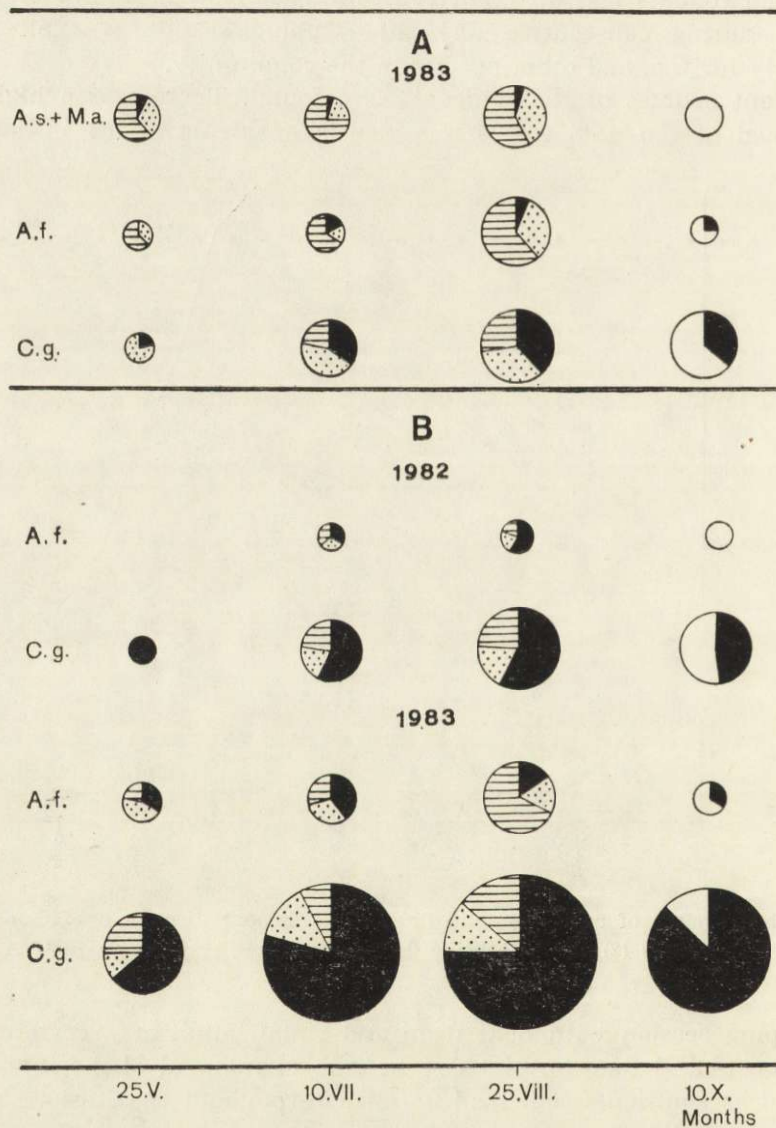 A
1983
A.s.+ M.a.
A.f.
C.g.
B
1982
A.f.
C.g.
1983
A.f.
C.g.
25.V. 10.VII. 25.VIII. 10.X.
Months